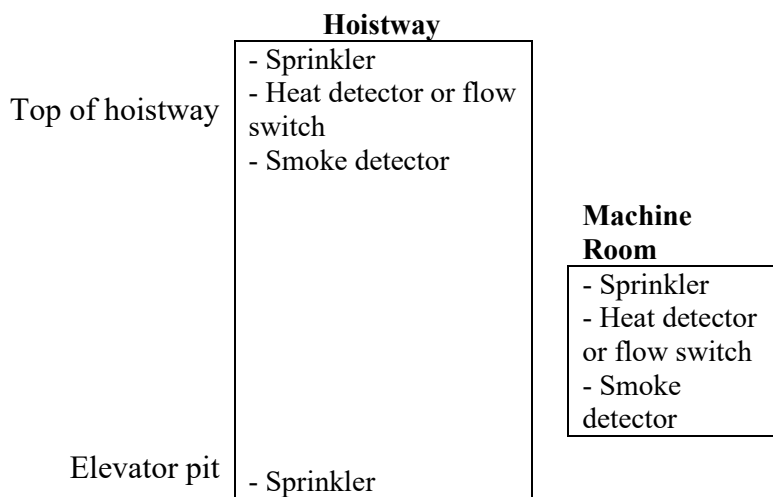 Hoistway
Top of hoistway
- Sprinkler
- Heat detector or flow
switch
- Smoke detector
Machine
Room
- Sprinkler
- Heat detector
or flow switch
- Smoke
detector
Elevator pit
- Sprinkler